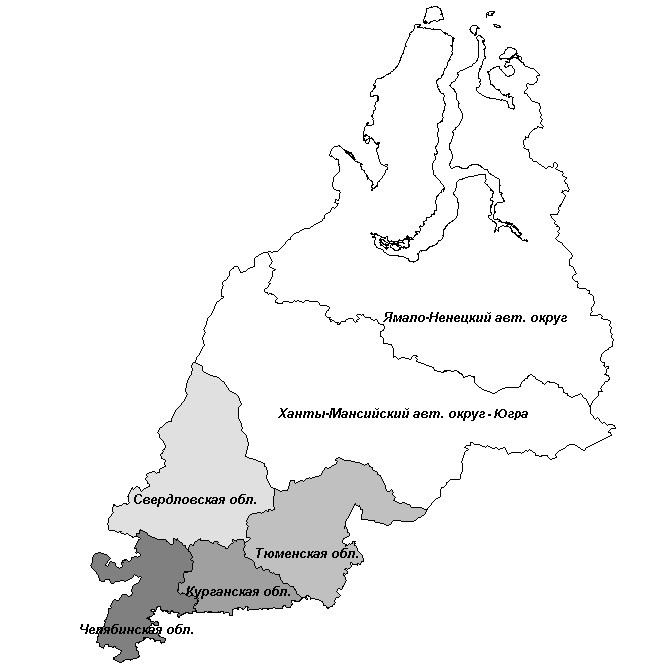 Ямало-Ненецкий авт. округ
Ханты-Мансийский авт. округ - Югра
Свердловская обл.
Тюменская обл.
Курганская обл.
Челябинская обл.